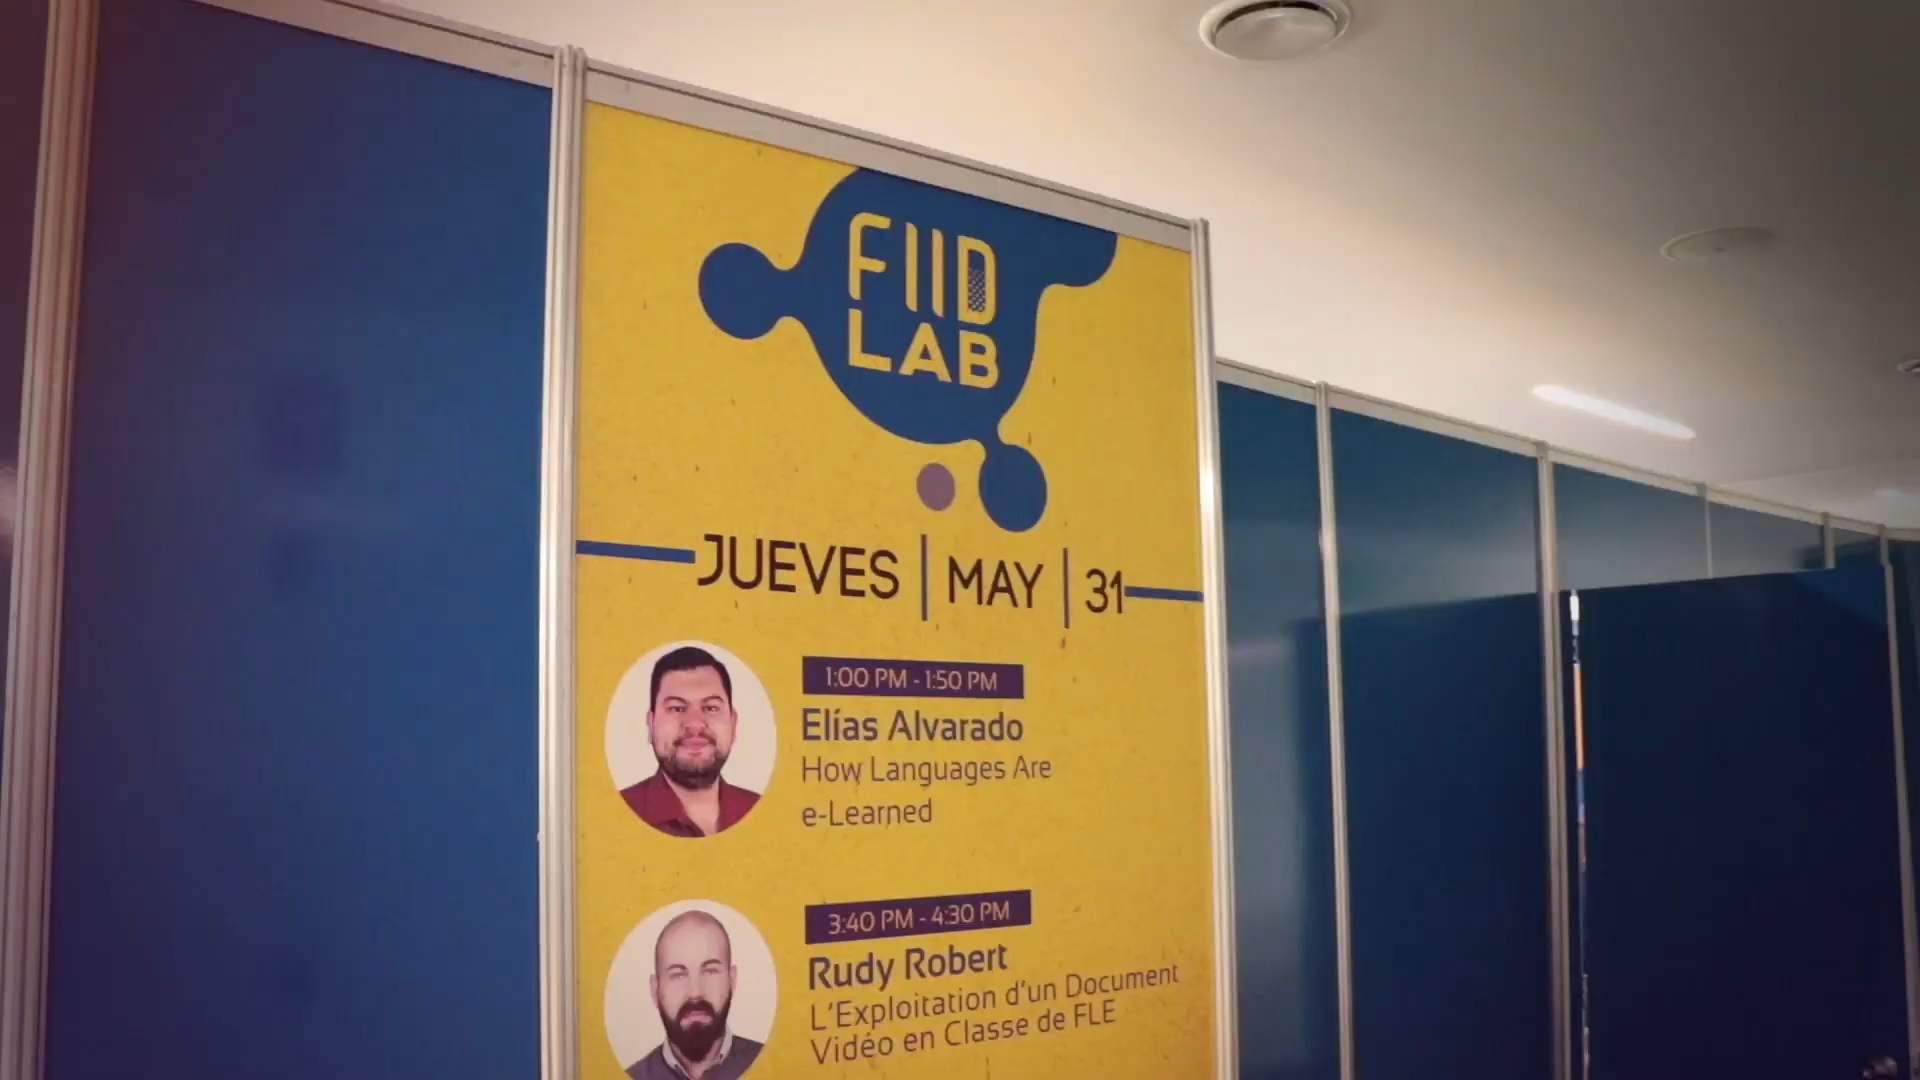 FIID
LAB
JUEVES | MAY | 31
1:00 PM - 1:50 PM
Elías Alvarado
How Languages Are
e-Learned
3:40 PM - 4:30 PM
Rudy Robert
L'Exploitation d'un Document
Vidéo en Classe de FLE